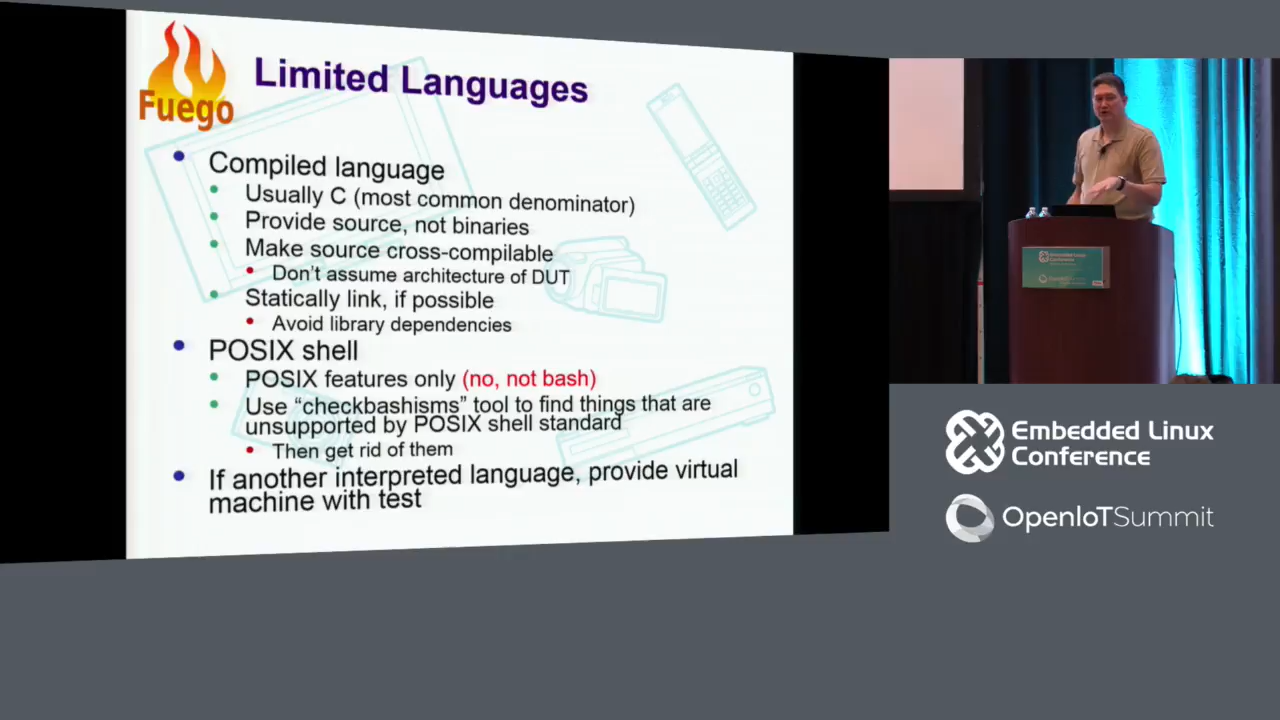 Fuego
Limited Languages
Compiled language
Usually C (most common denominator)
Provide source, not binaries
Make source cross-compilable
Don't assume architecture of DUT
Statically link, if possible
Avoid library dependencies
POSIX shell
POSIX features only (no, not bash)
Use “checkbashisms” tool to find things that are
unsupported by POSIX shell standard
Then get rid of them
If another interpreted language, provide virtual
machine with test
Embedded Linux
Conference
Embedded Linux
Conference
OpenIoTSummit